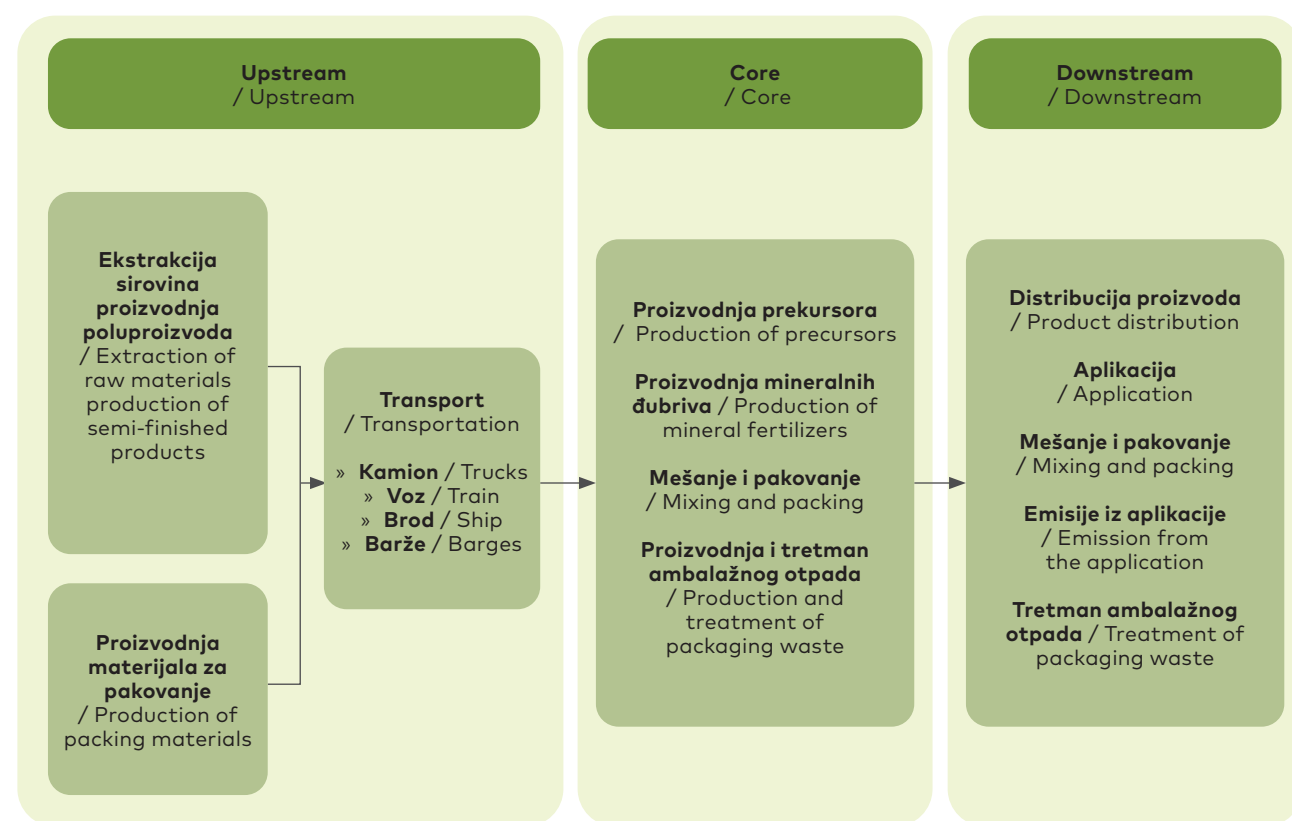 Upstream
/ Upstream
Core
/ Core
Downstream
/ Downstream
Ekstrakcija
sirovina
proizvodnja
poluproizvoda
/ Extraction of
raw materials
production of
semi-finished
products
Proizvodnja
materijala za
pakovanje
/ Production of
packing materials
Transport
/ Transportation
» Kamion / Trucks
» Voz / Train
» Brod / Ship
» Barže / Barges
Proizvodnja prekursora
/ Production of precursors
Proizvodnja mineralnih
đubriva / Production of
mineral fertilizers
Mešanje i pakovanje
/ Mixing and packing
Proizvodnja i tretman
ambalažnog otpada
/ Production and
treatment of
packaging waste
Distribucija proizvoda
/ Product distribution
Aplikacija
/ Application
Mešanje i pakovanje
/ Mixing and packing
Emisije iz aplikacije
/ Emission from
the application
Tretman ambalažnog
otpada / Treatment of
packaging waste